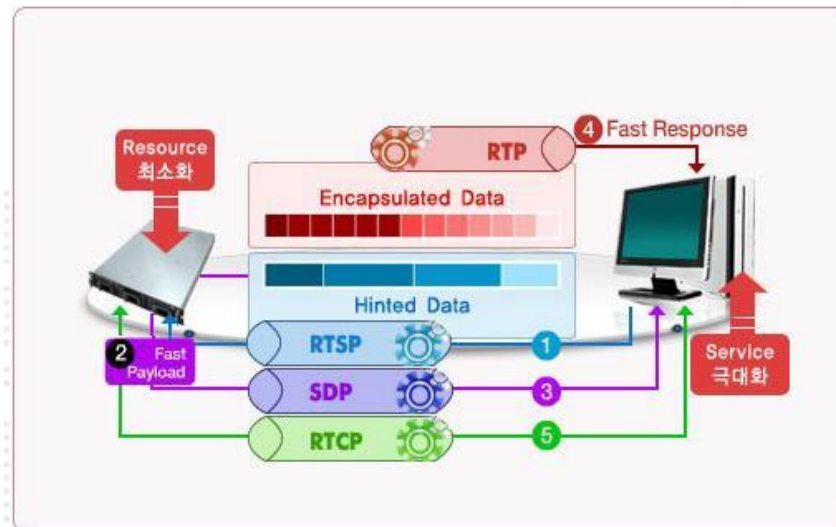 4 Fast Response
RTP
Resource
최소화
Encapsulated Data
Hinted Data
RTSP
1
2 Fast
Payload
Service
극대화
SDP
3
RTCP
5